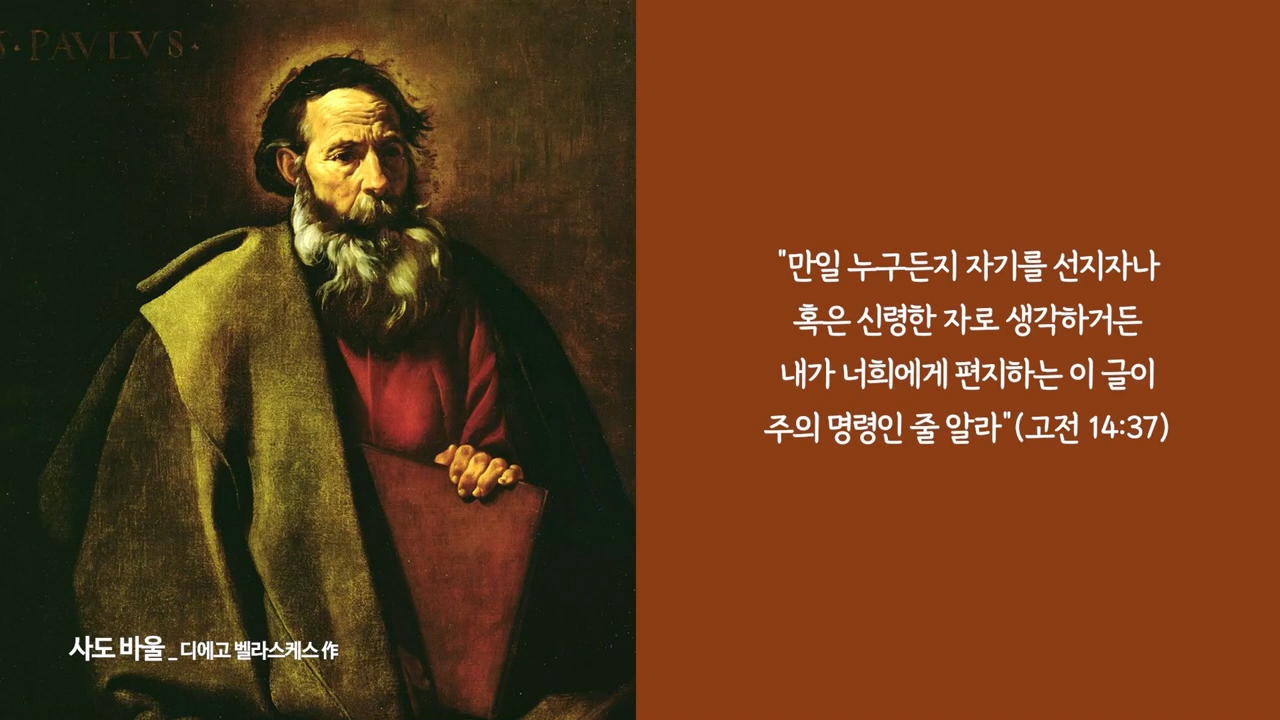 S·PAVLVS·
사도 바울 _ 디에고 벨라스케스 作
"만일 누구든지 자기를 선지자나
혹은 신령한 자로 생각하거든
내가 너희에게 편지하는 이 글이
주의 명령인 줄 알라"(고전 14:37)